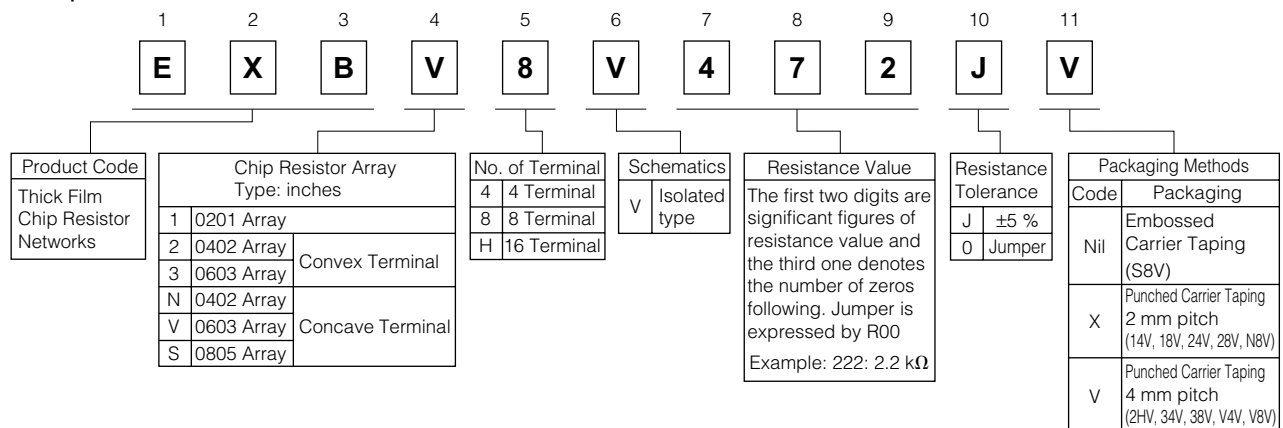 1 2 3 4 5 6 7 8 9 10 11
E X B V 8 V 4 7 2 J V
Product Code
Thick Film
Chip Resistor
Networks
Chip Resistor Array
Type: inches
1 0201 Array
2 0402 Array
3 0603 Array
Convex Terminal
N 0402 Array
V 0603 Array
S 0805 Array
Concave Terminal
No. of Terminal
4 4 Terminal
8 8 Terminal
H 16 Terminal
Schematics
V Isolated
type
Resistance Value
The first two digits are
significant figures of
resistance value and
the third one denotes
the number of zeros
following. Jumper is
expressed by R00
Example: 222: 2.2 kΩ
Resistance
Tolerance
J ±5 %
0 Jumper
Packaging Methods
Code Packaging
Nil Embossed
Carrier Taping
(S8V)
X Punched Carrier Taping
2 mm pitch
(14V, 18V, 24V, 28V, N8V)
V Punched Carrier Taping
4 mm pitch
(2HV, 34V, 38V, V4V, V8V)